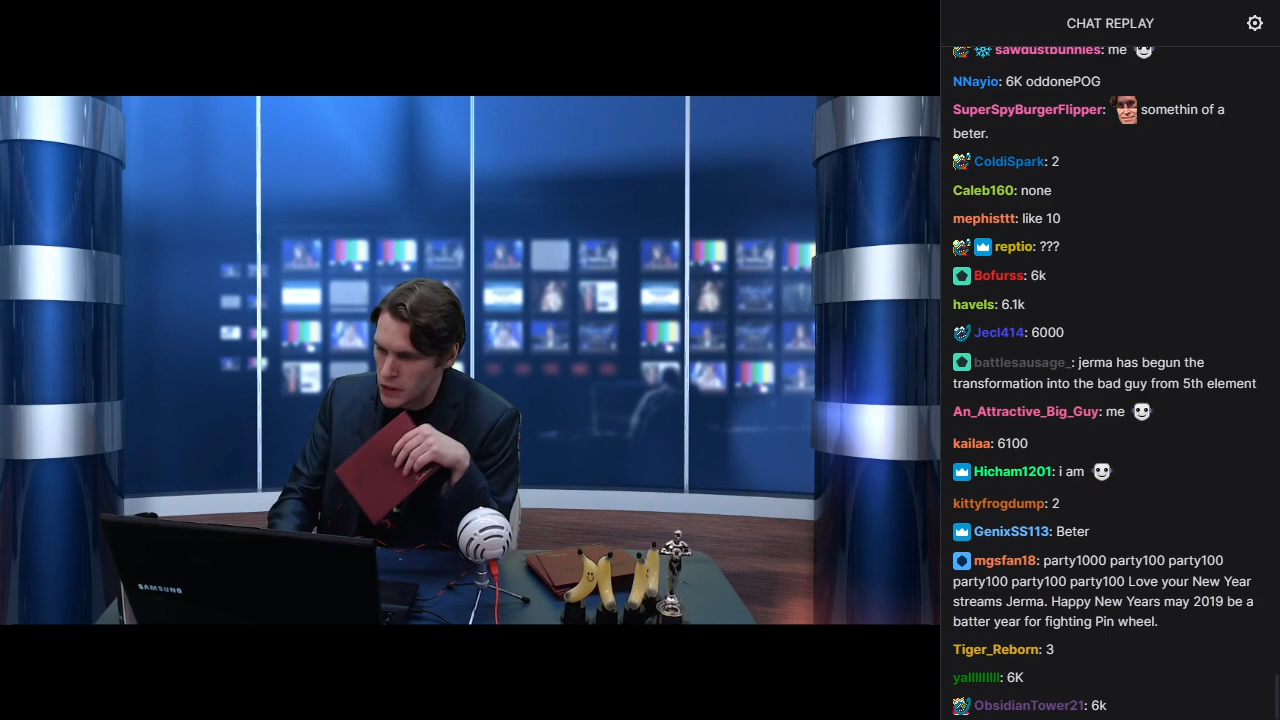 CHAT REPLAY
sawdustbunnies: me
NNayio: 6K oddonePOG
SuperSpyBurgerFlipper: somethin of a
beter.
ColdiSpark: 2
Caleb160: none
mephisttt: like 10
reptio: ???
Bofurss: 6k
havels: 6.1k
Jecl414: 6000
battlesausage_: jerma has begun the
transformation into the bad guy from 5th element
An_Attractive_Big_Guy: me
kailaa: 6100
Hicham1201: i am
kittyfrogdump: 2
GenixSS113: Beter
mgsfan18: party1000 party100 party100
party100 party100 party100 Love your New Year
streams Jerma. Happy New Years may 2019 be a
batter year for fighting Pin wheel.
Tiger_Reborn: 3
6K
ObsidianTower21: 6k
SAMSUNG